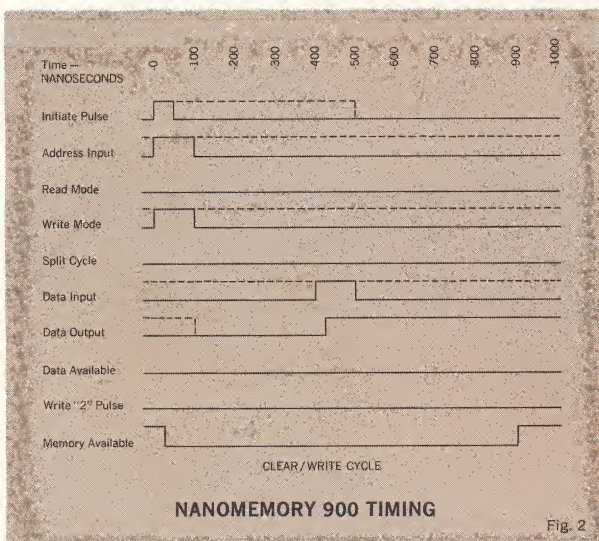 Time —
NANOSECONDS
-0 -100 -200 -300 -400 -500 -600 -700 -800 -900 -1000
Initiate Pulse
Address Input
Read Mode
Write Mode
Split Cycle
Data Input
Data Output
Data Available
Write "2" Pulse
Memory Available
CLEAR/WRITE CYCLE
NANOMEMORY 900 TIMING
Fig. 2